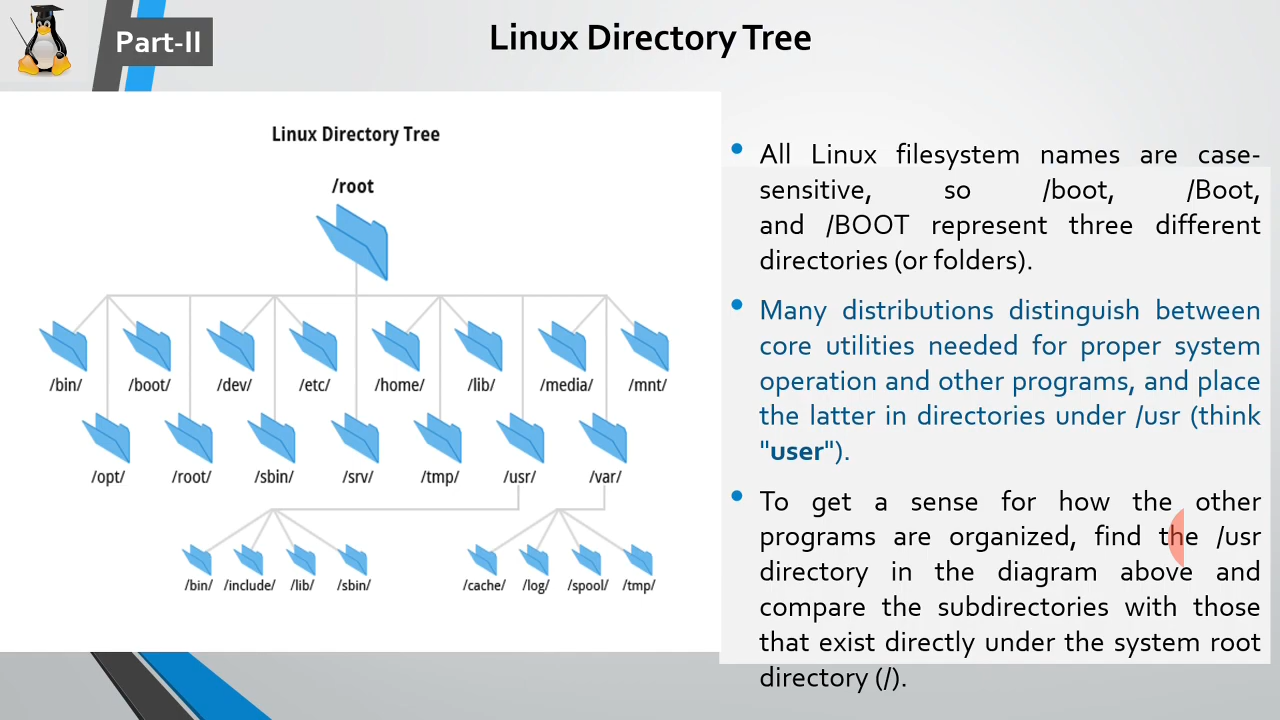 Part-II
Linux Directory Tree
Linux Directory Tree
/root
/bin/ /boot/ /dev/ /etc/ /home/ /lib/ /media/ /mnt/
/opt/ /root/ /sbin/ /srv/ /tmp/ /usr/ /var/
/bin/ /include/ /lib/ /sbin/ /cache/ /log/ /spool/ /tmp/
• All Linux filesystem names are case-
sensitive, so /boot, /Boot,
and /BOOT represent three different
directories (or folders).
• Many distributions distinguish between
core utilities needed for proper system
operation and other programs, and place
the latter in directories under /usr (think
"user").
• To get a sense for how the other
programs are organized, find the /usr
directory in the diagram above and
compare the subdirectories with those
that exist directly under the system root
directory (/).